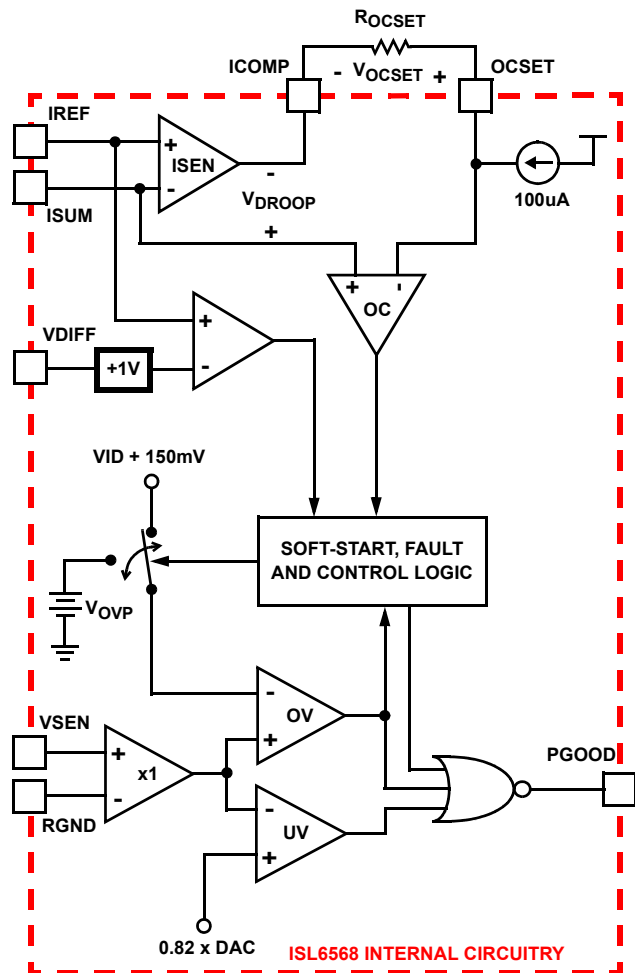 ROCSET
ICOMP
- VOCSET +
OCSET
IREF
ISUM
+
ISEN
-
-
VDROOP
+
100uA
+ -
OC
+
-
VDIFF
+1V
VID + 150mV
SOFT-START, FAULT
AND CONTROL LOGIC
VOVP
-
OV
+
VSEN
+
x1
-
RGND
PGOOD
-
UV
+
0.82 x DAC
ISL6568 INTERNAL CIRCUITRY